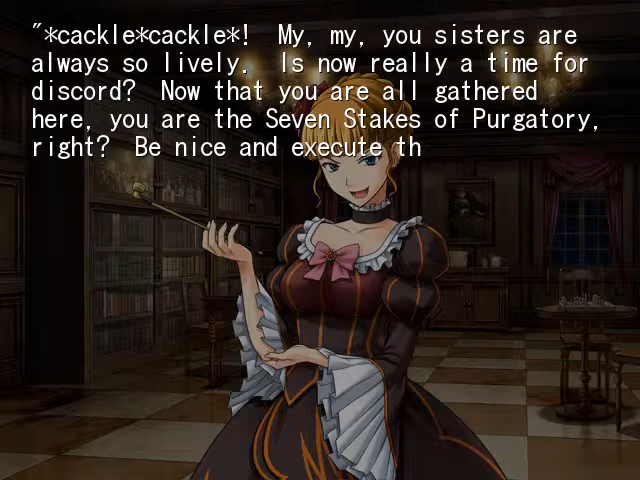 "*cackle*cackle*!  My, my, you sisters are
always so lively.  Is now really a time for
discord?  Now that you are all gathered
here, you are the Seven Stakes of Purgatory,
right?  Be nice and execute th